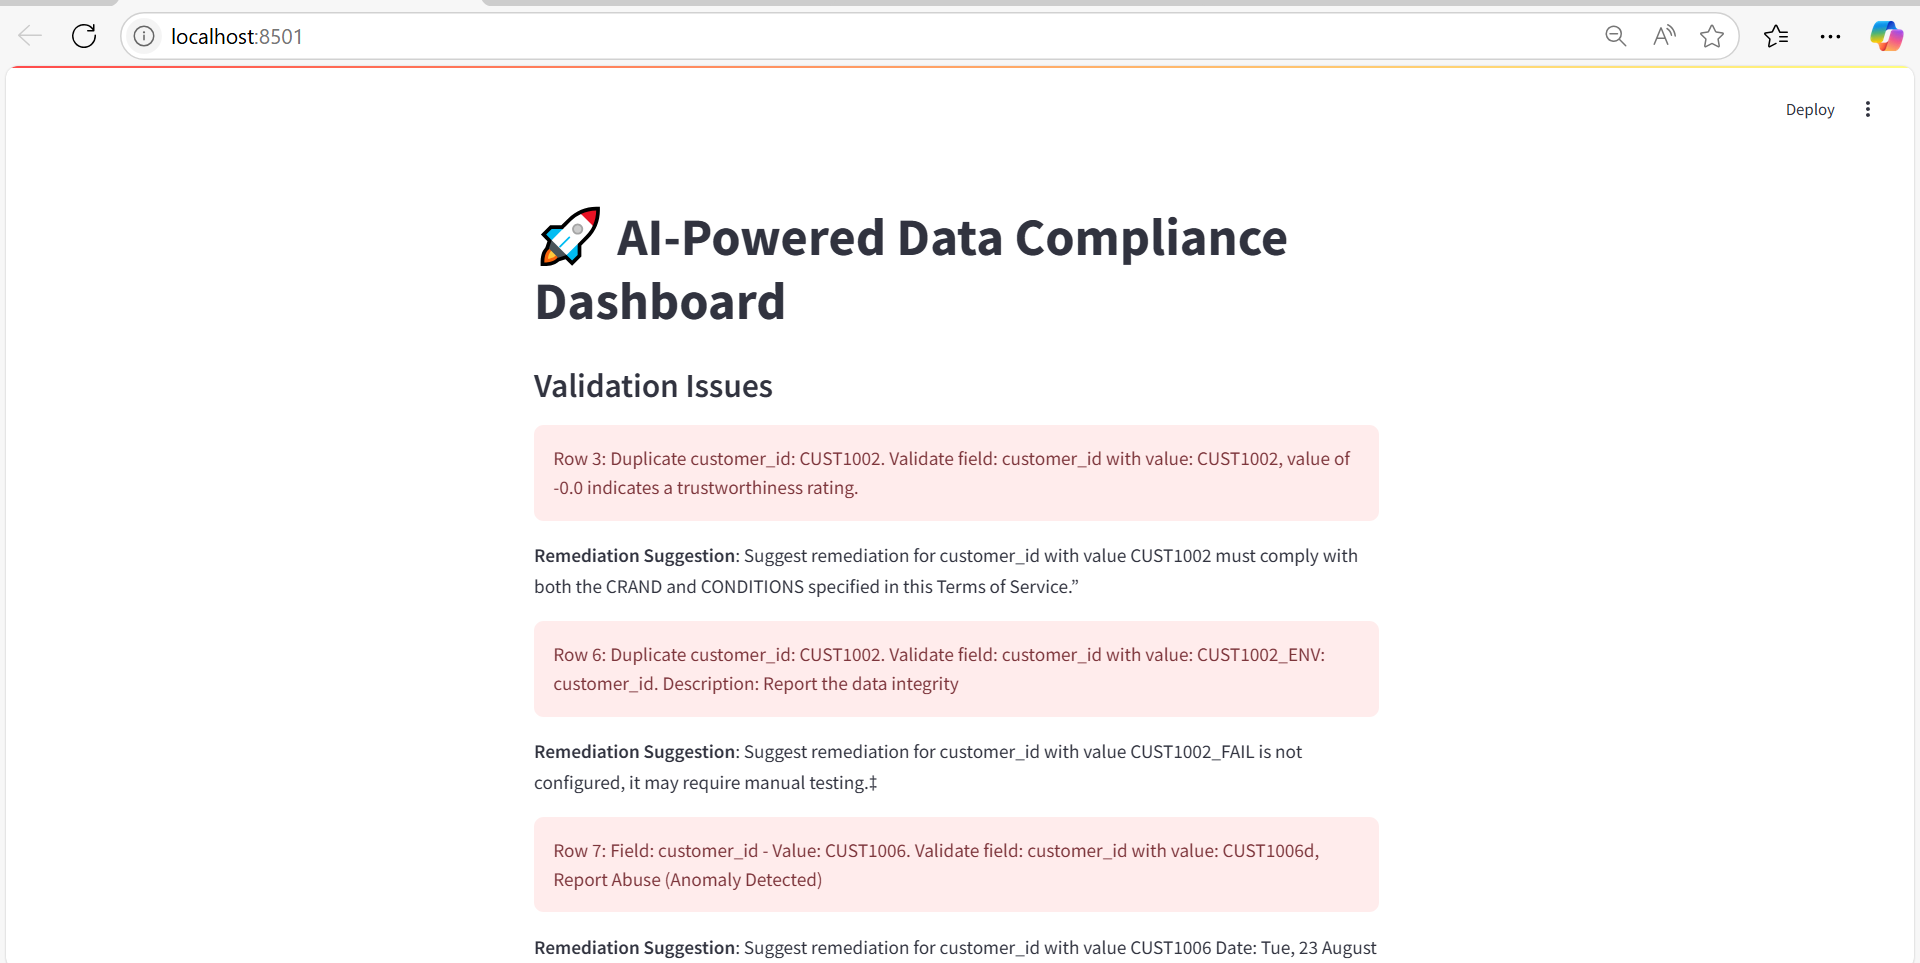 localhost:8501
Deploy
🚀 AI-Powered Data Compliance
Dashboard
Validation Issues
Row 3: Duplicate customer_id: CUST1002. Validate field: customer_id with value: CUST1002, value of
-0.0 indicates a trustworthiness rating.
Remediation Suggestion: Suggest remediation for customer_id with value CUST1002 must comply with
both the CRAND and CONDITIONS specified in this Terms of Service.”
Row 6: Duplicate customer_id: CUST1002. Validate field: customer_id with value: CUST1002_ENV:
customer_id. Description: Report the data integrity
Remediation Suggestion: Suggest remediation for customer_id with value CUST1002_FAIL is not
configured, it may require manual testing.‡
Row 7: Field: customer_id - Value: CUST1006. Validate field: customer_id with value: CUST1006d,
Report Abuse (Anomaly Detected)
Remediation Suggestion: Suggest remediation for customer_id with value CUST1006 Date: Tue, 23 August